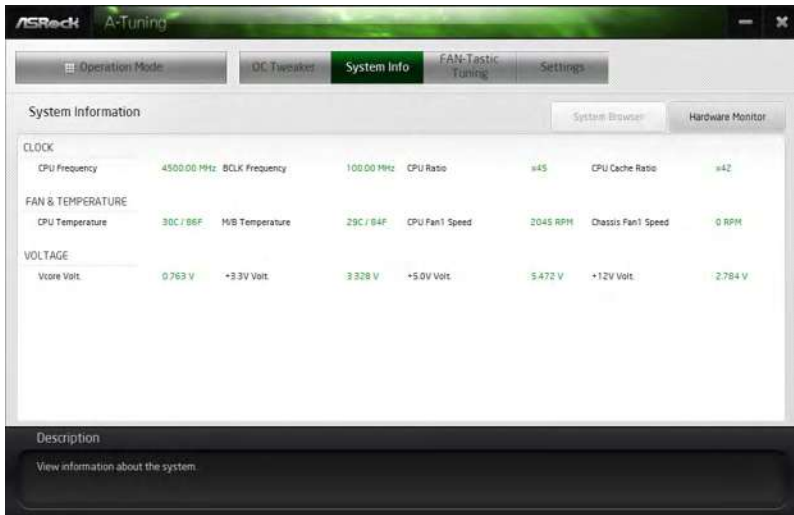 ASRock A-Tuning
Operation Mode OC Tweaker System Info FAN-Tastic Tuning Settings
System Information System Browser Hardware Monitor
CLOCK
CPU Frequency 4500.00 MHz BCLK Frequency 100.00 MHz CPU Ratio x45 CPU Cache Ratio x42
FAN & TEMPERATURE
CPU Temperature 30C / 86F M/B Temperature 29C / 84F CPU Fan1 Speed 2045 RPM Chassis Fan1 Speed 0 RPM
VOLTAGE
Vcore Volt. 0.763 V +3.3V Volt. 3.328 V +5.0V Volt. 5.472 V +12V Volt. 2.784 V
Description
View information about the system.